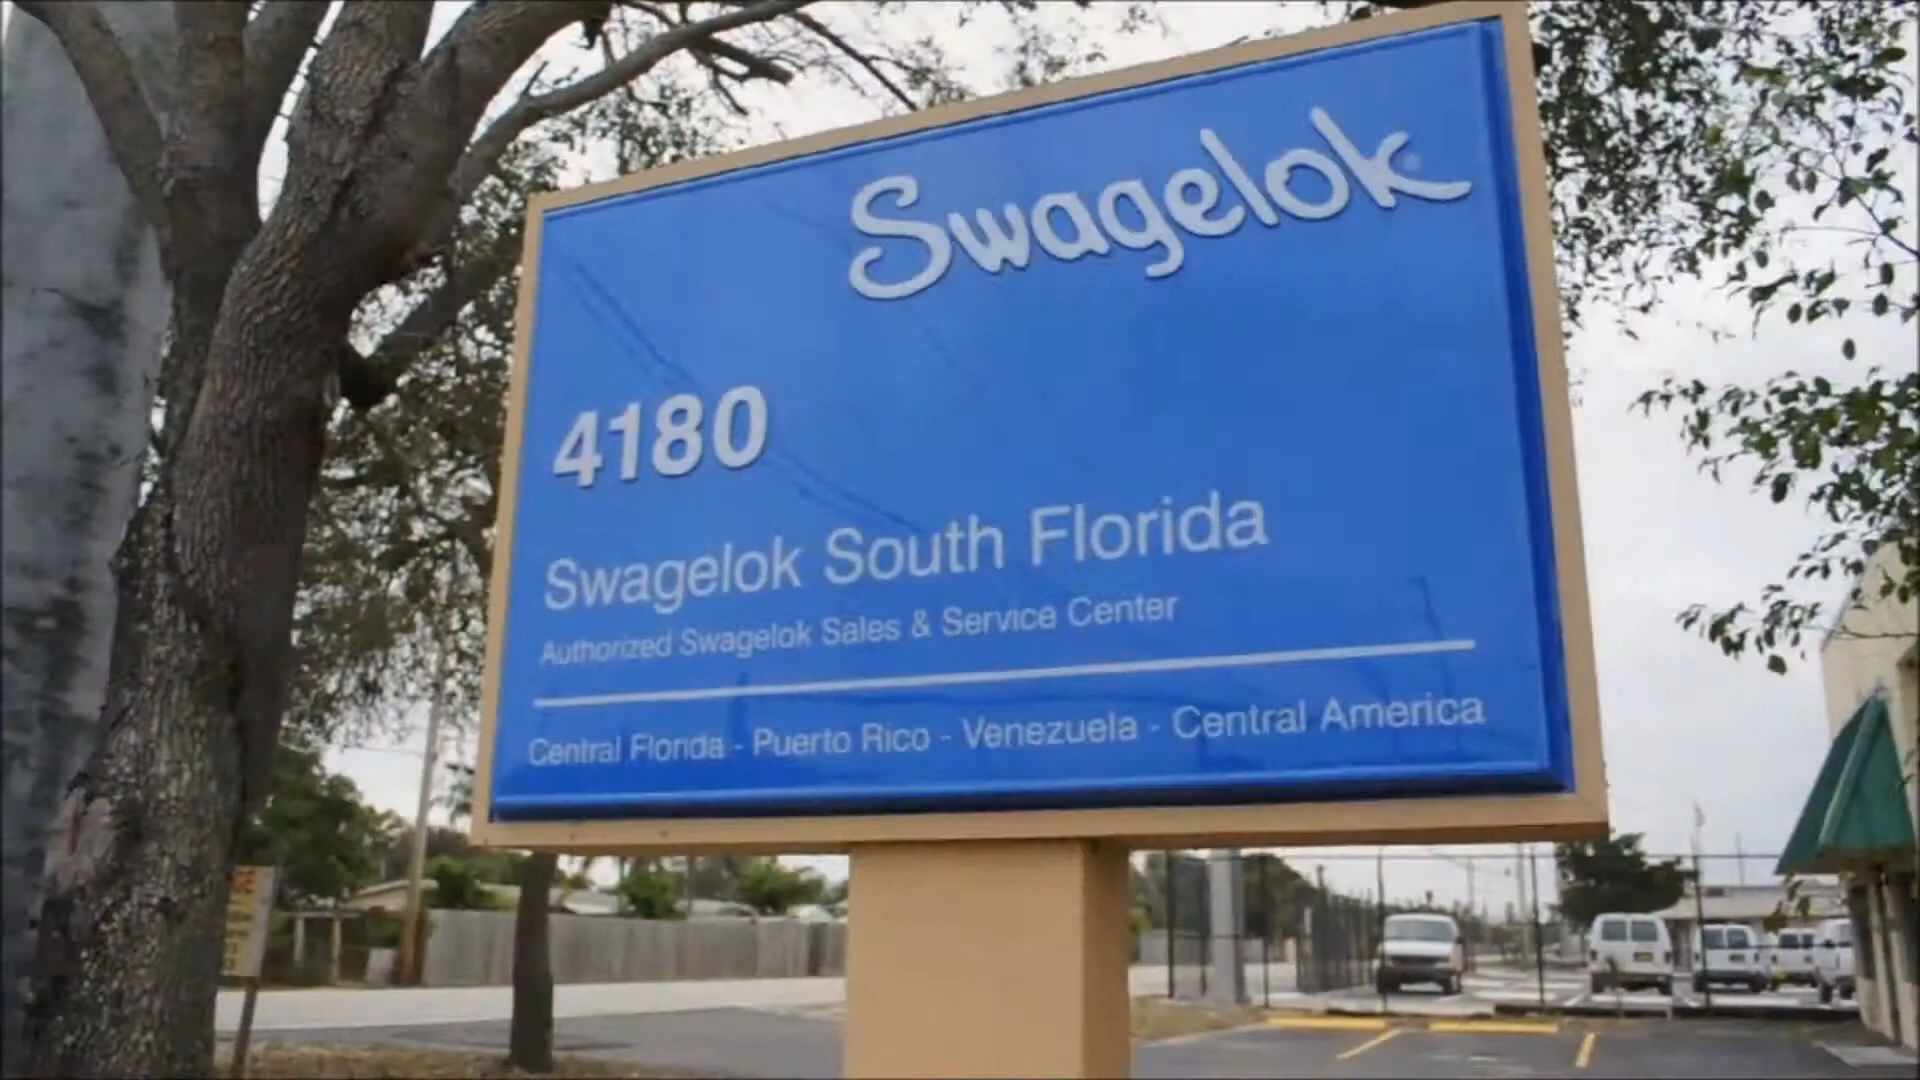 Swagelok
4180
Swagelok South Florida
Authorized Swagelok Sales & Service Center
Central Florida - Puerto Rico - Venezuela - Central America